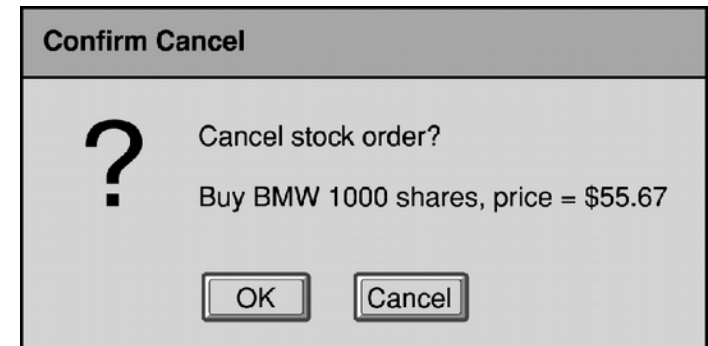 Confirm Cancel
?
Cancel stock order?
Buy BMW 1000 shares, price = $55.67
OK Cancel